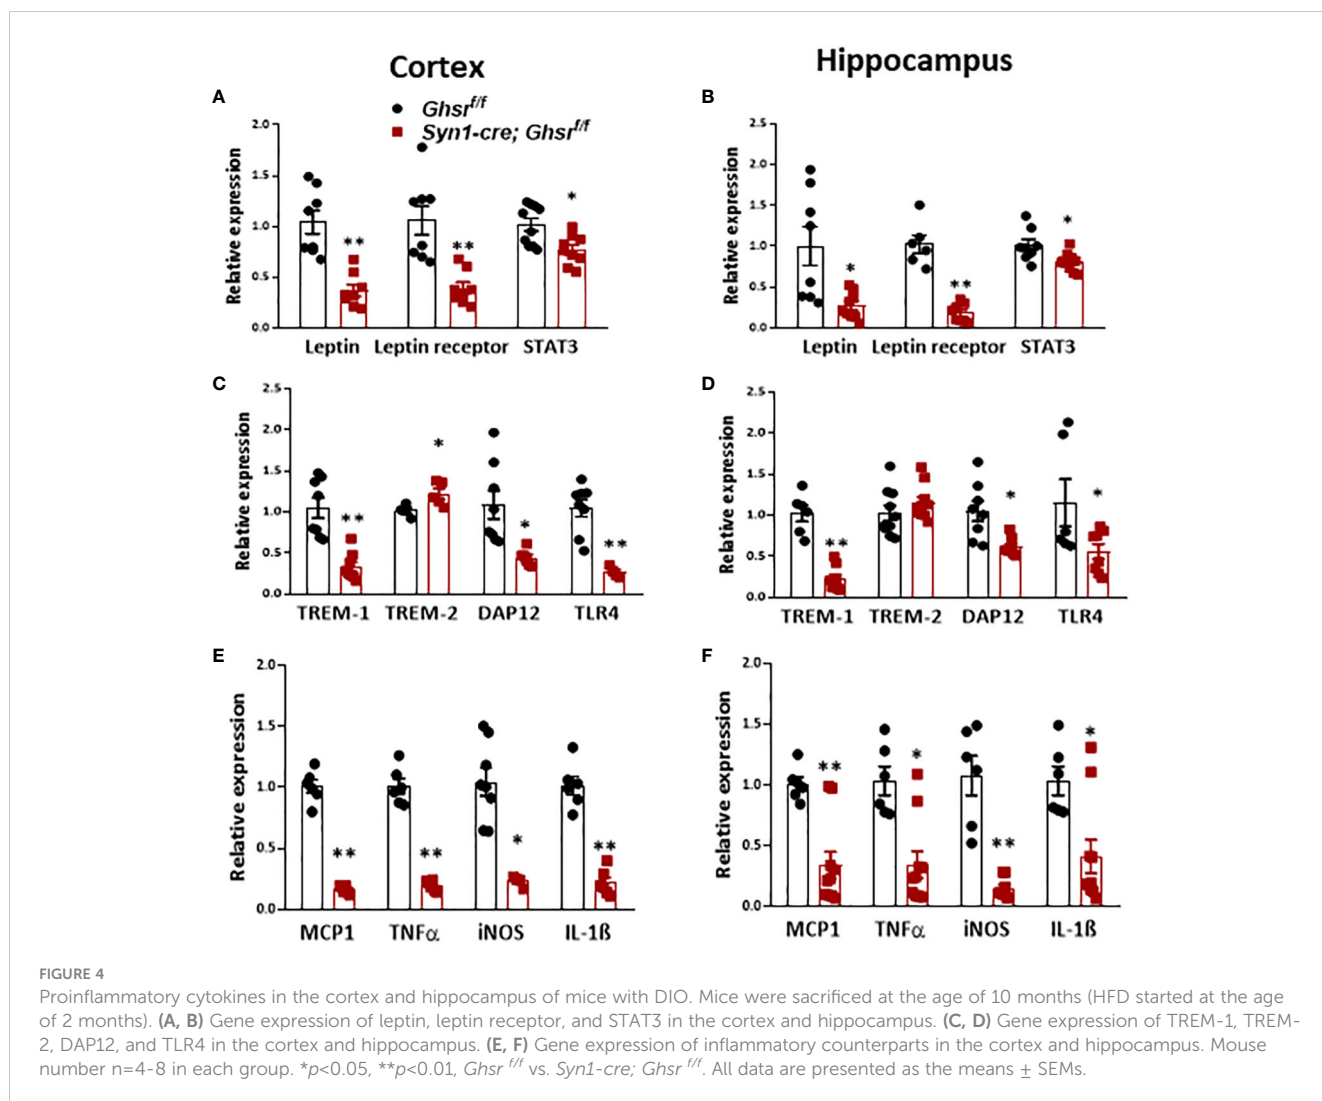 Cortex
Hippocampus
A
● Ghsr^f/f
■ Syn1-cre; Ghsr^f/f
Relative expression
2.0
1.5
1.0
0.5
0.0
**
**
*
Leptin Leptin receptor STAT3
B
Relative expression
2.5
2.0
1.5
1.0
0.5
0.0
*
**
*
Leptin Leptin receptor STAT3
C
Relative expression
2.5
2.0
1.5
1.0
0.5
0.0
**
*
*
**
TREM-1 TREM-2 DAP12 TLR4
D
Relative expression
2.5
2.0
1.5
1.0
0.5
0.0
**
*
*
TREM-1 TREM-2 DAP12 TLR4
E
Relative expression
2.0
1.5
1.0
0.5
0.0
**
**
*
**
MCP1 TNFα iNOS IL-1ß
F
Relative expression
2.0
1.5
1.0
0.5
0.0
**
*
**
*
MCP1 TNFα iNOS IL-1ß
FIGURE 4
Proinflammatory cytokines in the cortex and hippocampus of mice with DIO. Mice were sacrificed at the age of 10 months (HFD started at the age
of 2 months). (A, B) Gene expression of leptin, leptin receptor, and STAT3 in the cortex and hippocampus. (C, D) Gene expression of TREM-1, TREM-
2, DAP12, and TLR4 in the cortex and hippocampus. (E, F) Gene expression of inflammatory counterparts in the cortex and hippocampus. Mouse
number n=4-8 in each group. *p<0.05, **p<0.01, Ghsr f/f vs. Syn1-cre; Ghsr f/f. All data are presented as the means ± SEMs.